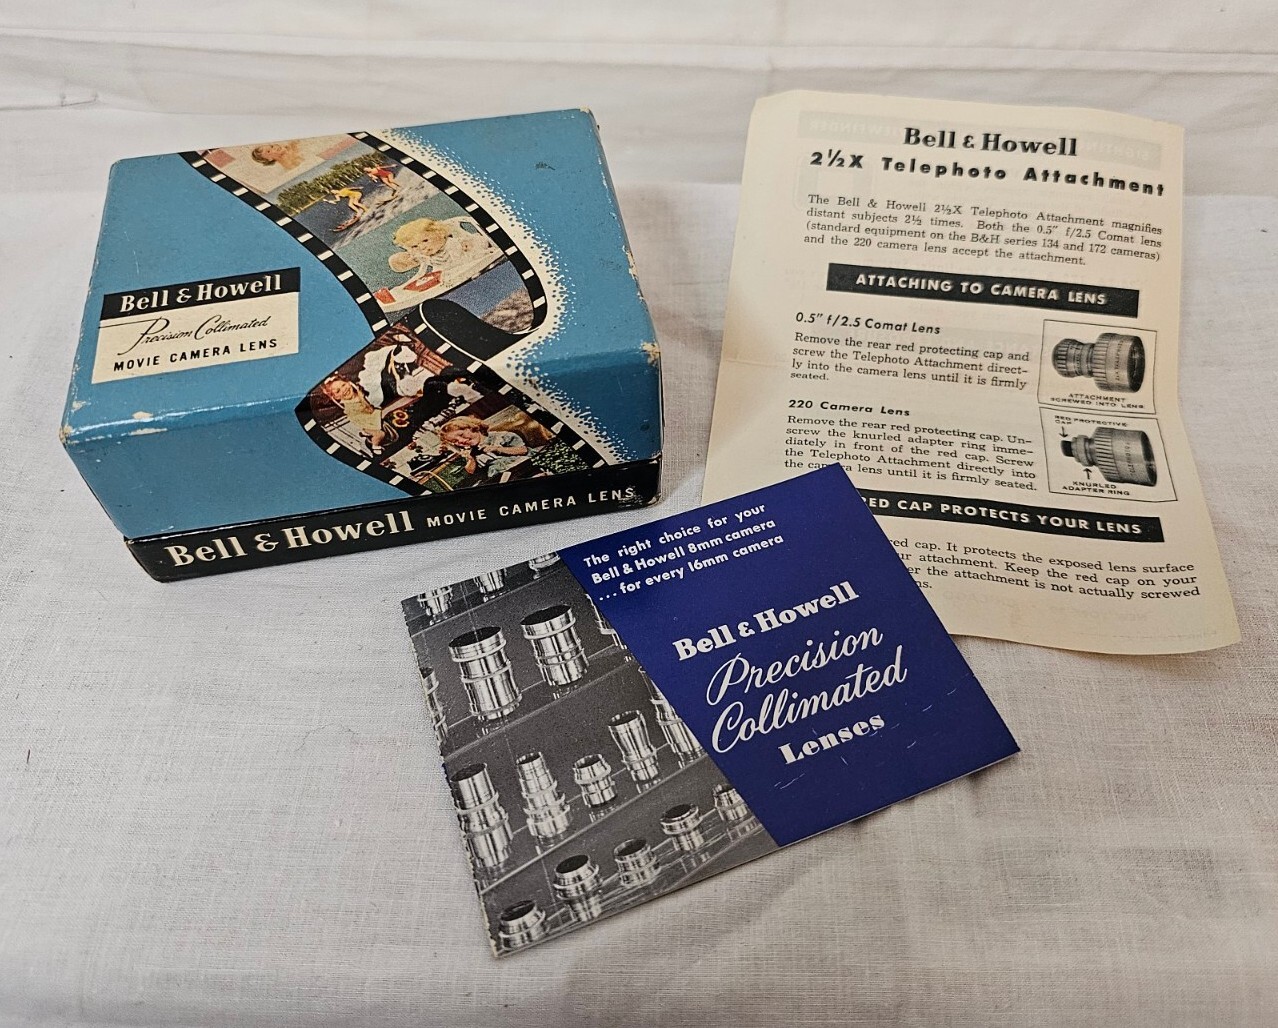 Bell & Howell
Precision Collimated
MOVIE CAMERA LENS
Bell & Howell MOVIE CAMERA LENS
Bell & Howell
2½X Telephoto Attachment
The Bell & Howell 2½X Telephoto Attachment magnifies
distant subjects 2½ times. Both the 0.5" f/2.5 Comat lens
(standard equipment on the B&H series 134 and 172 cameras)
and the 220 camera lens accept the attachment.
ATTACHING TO CAMERA LENS
0.5" f/2.5 Comat Lens
Remove the rear red protecting cap and
screw the Telephoto Attachment direct-
ly into the camera lens until it is firmly
seated.
ATTACHMENT
SCREWED INTO LENS
220 Camera Lens
Remove the rear red protecting cap. Un-
screw the knurled adapter ring imme-
diately in front of the red cap. Screw
the Telephoto Attachment directly into
the camera lens until it is firmly seated.
RED PROTECTIVE
CAP
KNURLED
ADAPTER RING
RED CAP PROTECTS YOUR LENS
red cap. It protects the exposed lens surface
attachment. Keep the red cap on your
the attachment is not actually screwed
The right choice for your
Bell & Howell 8mm camera
...for every 16mm camera
Bell & Howell
Precision
Collimated
Lenses